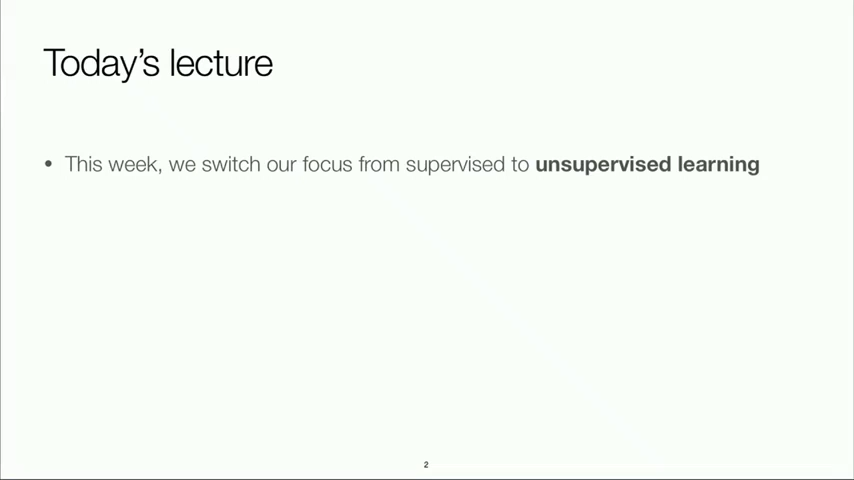 Today's lecture
• This week, we switch our focus from supervised to unsupervised learning
2